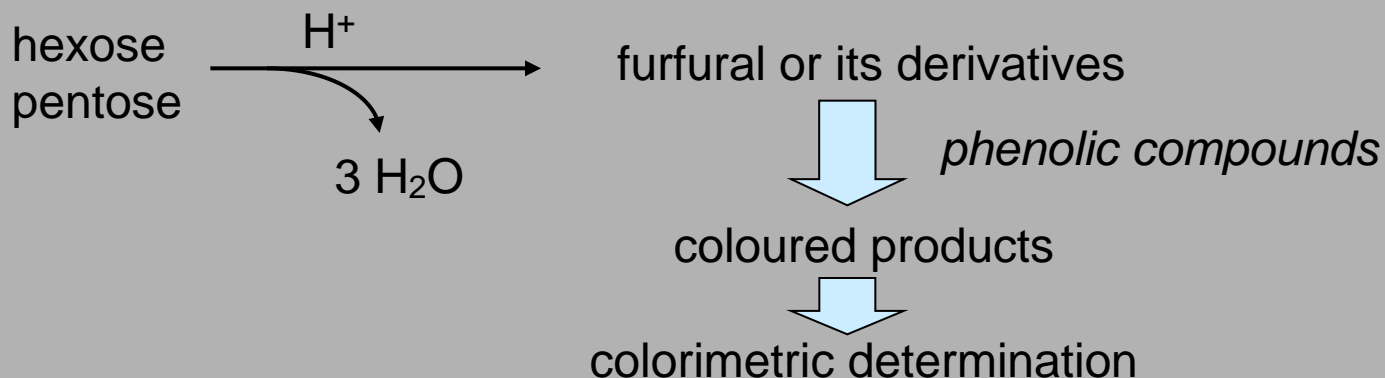 hexose
pentose
H⁺
3 H₂O
furfural or its derivatives
phenolic compounds
coloured products
colorimetric determination